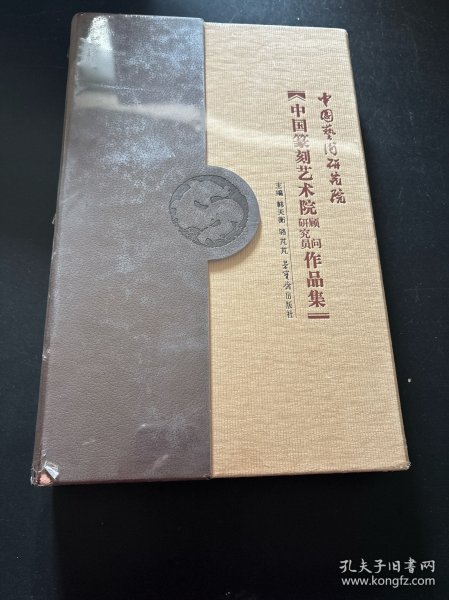 中国艺术研究院
【中国篆刻艺术院顾问研究员作品集】
主编 韩天衡 骆芃芃
荣宝斋出版社
孔夫子旧书网
www.kongfz.com